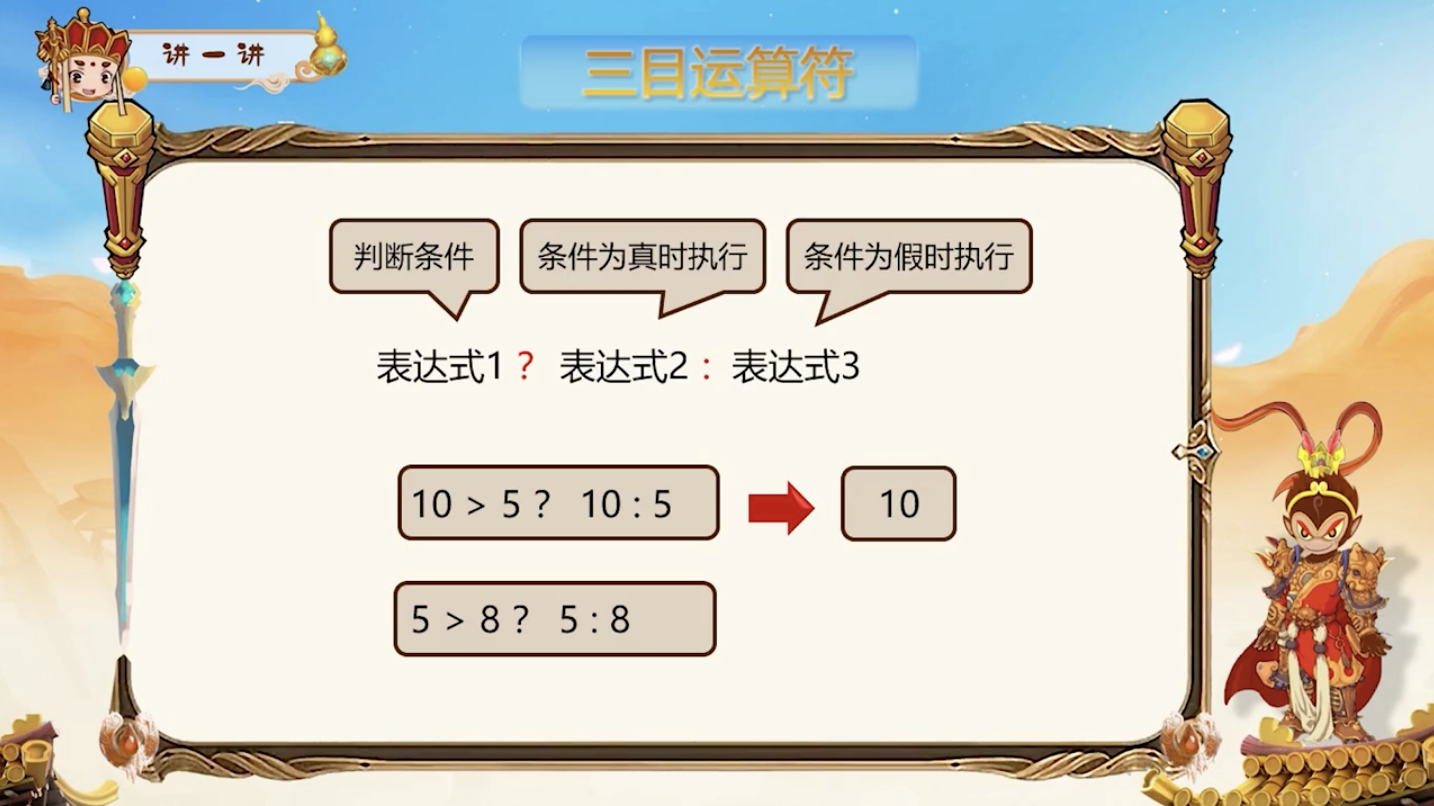 讲一讲
三目运算符
判断条件
条件为真时执行
条件为假时执行
表达式1 ? 表达式2 : 表达式3
10 > 5 ? 10 : 5
10
5 > 8 ? 5 : 8